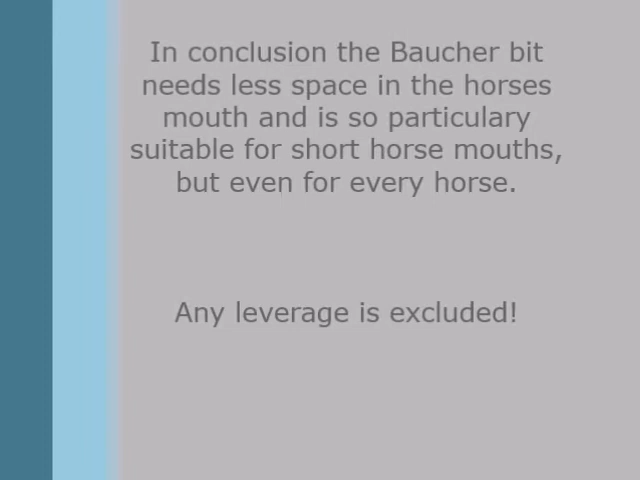 In conclusion the Baucher bit
needs less space in the horses
mouth and is so particulary
suitable for short horse mouths,
but even for every horse.
Any leverage is excluded!